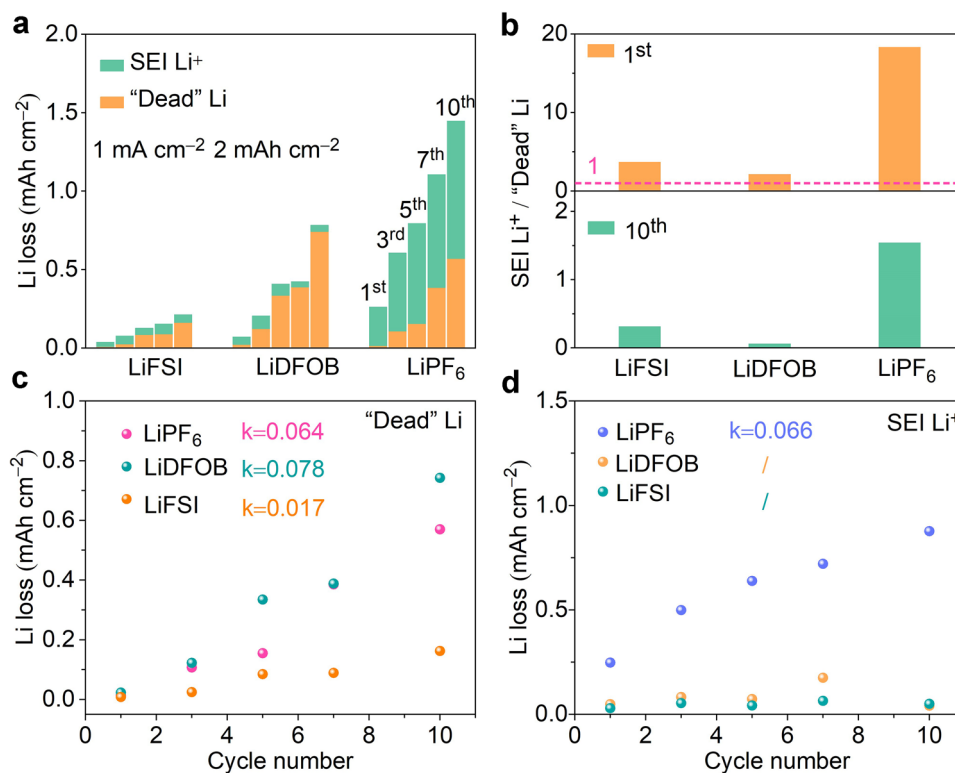 a
2.0
1.5
1.0
0.5
0.0
Li loss (mAh cm⁻²)
SEI Li⁺
“Dead” Li
1 mA cm⁻² 2 mAh cm⁻²
1ˢᵗ
3ʳᵈ
5ᵗʰ
7ᵗʰ
10ᵗʰ
LiFSI LiDFOB LiPF₆
b
20
10
0
2
1
0
SEI Li⁺ / “Dead” Li
1ˢᵗ
1
10ᵗʰ
LiFSI LiDFOB LiPF₆
c
1.0
0.8
0.6
0.4
0.2
0.0
Li loss (mAh cm⁻²)
“Dead” Li
LiPF₆ k=0.064
LiDFOB k=0.078
LiFSI k=0.017
0 2 4 6 8 10
Cycle number
d
1.5
1.0
0.5
0.0
Li loss (mAh cm⁻²)
SEI Li⁺
LiPF₆ k=0.066
LiDFOB /
LiFSI /
0 2 4 6 8 10
Cycle number